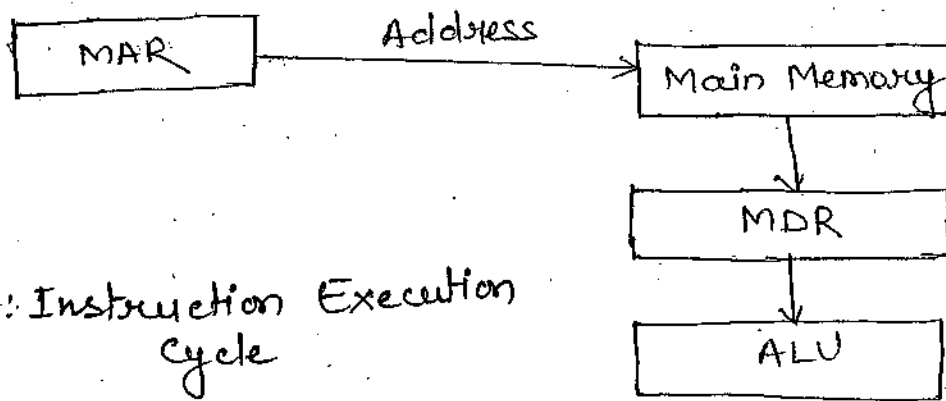 MAR
Address
Main Memory
MDR
: Instruction Execution
Cycle
ALU